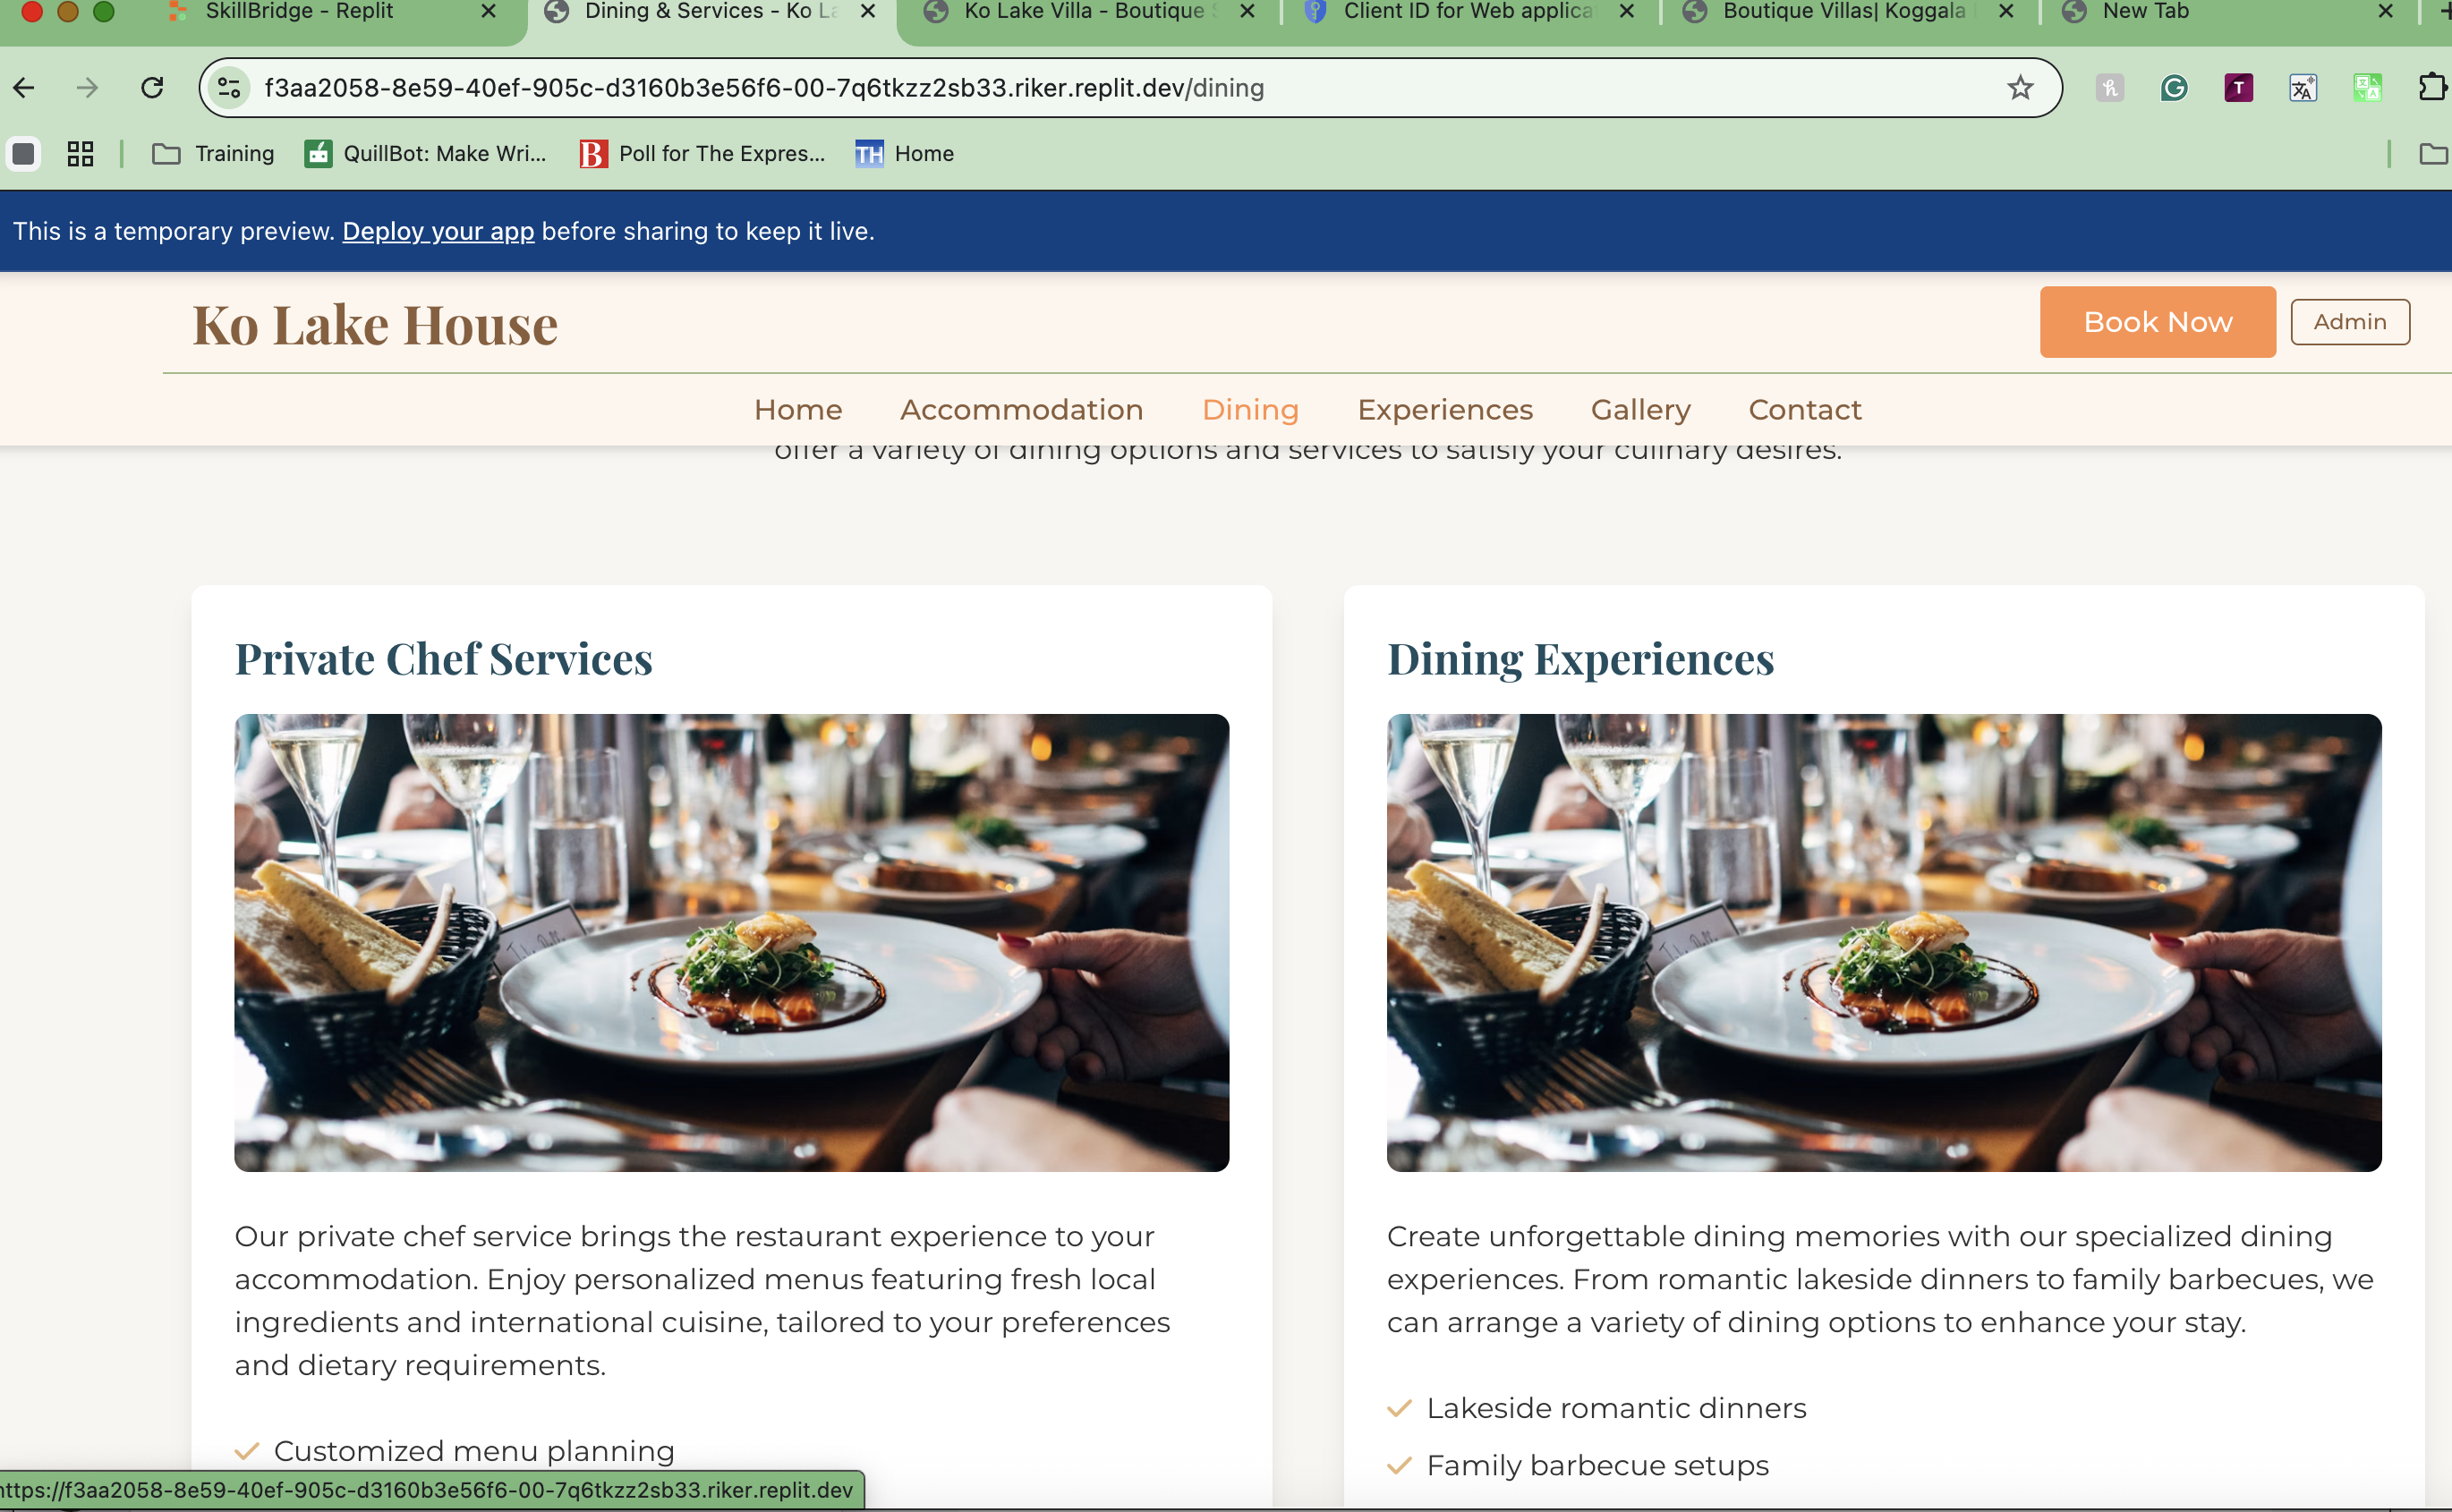 SkillBridge - Replit
Dining & Services - Ko La
Ko Lake Villa - Boutique S
Client ID for Web applica
Boutique Villas| Koggala
New Tab
f3aa2058-8e59-40ef-905c-d3160b3e56f6-00-7q6tkzz2sb33.riker.replit.dev/dining
Training
QuillBot: Make Wri...
B
Poll for The Expres...
TH
Home
This is a temporary preview. Deploy your app before sharing to keep it live.
Ko Lake House
Book Now
Admin
Home Accommodation Dining Experiences Gallery Contact
offer a variety of dining options and services to satisfy your culinary desires.
Private Chef Services
Our private chef service brings the restaurant experience to your
accommodation. Enjoy personalized menus featuring fresh local
ingredients and international cuisine, tailored to your preferences
and dietary requirements.
Customized menu planning
Dining Experiences
Create unforgettable dining memories with our specialized dining
experiences. From romantic lakeside dinners to family barbecues, we
can arrange a variety of dining options to enhance your stay.
Lakeside romantic dinners
Family barbecue setups
https://f3aa2058-8e59-40ef-905c-d3160b3e56f6-00-7q6tkzz2sb33.riker.replit.dev